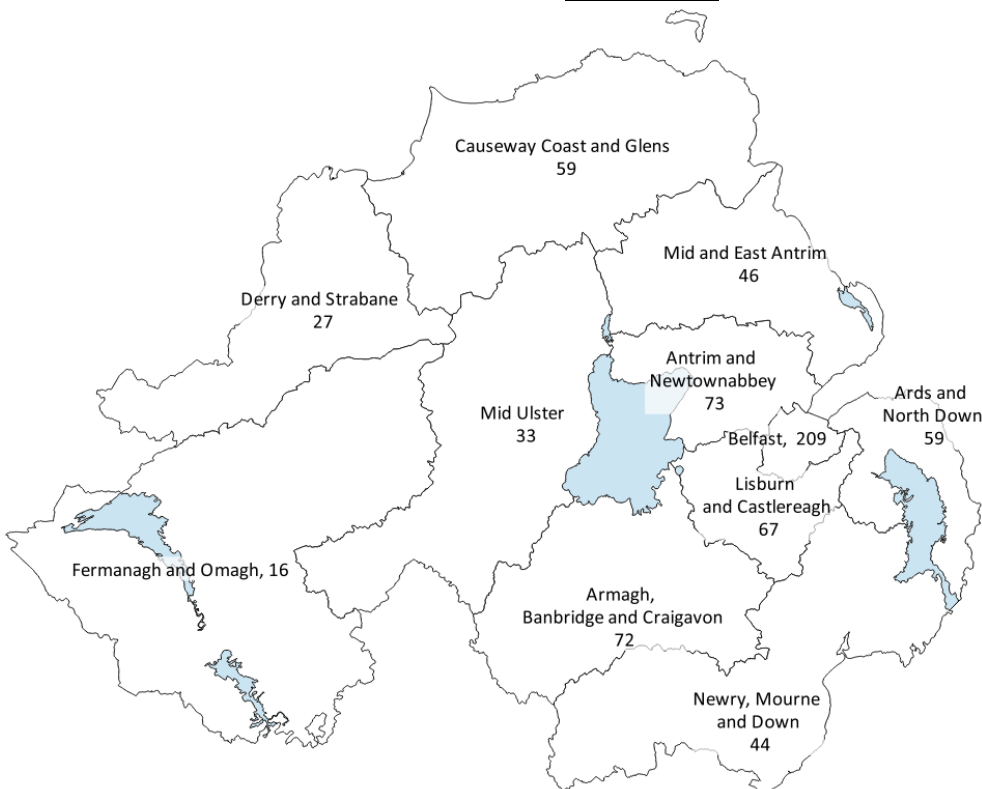 Causeway Coast and Glens
59
Mid and East Antrim
46
Derry and Strabane
27
Antrim and
Newtownabbey
73
Ards and
North Down
59
Mid Ulster
33
Belfast, 209
Lisburn
and Castlereagh
67
Fermanagh and Omagh, 16
Armagh,
Banbridge and Craigavon
72
Newry, Mourne
and Down
44